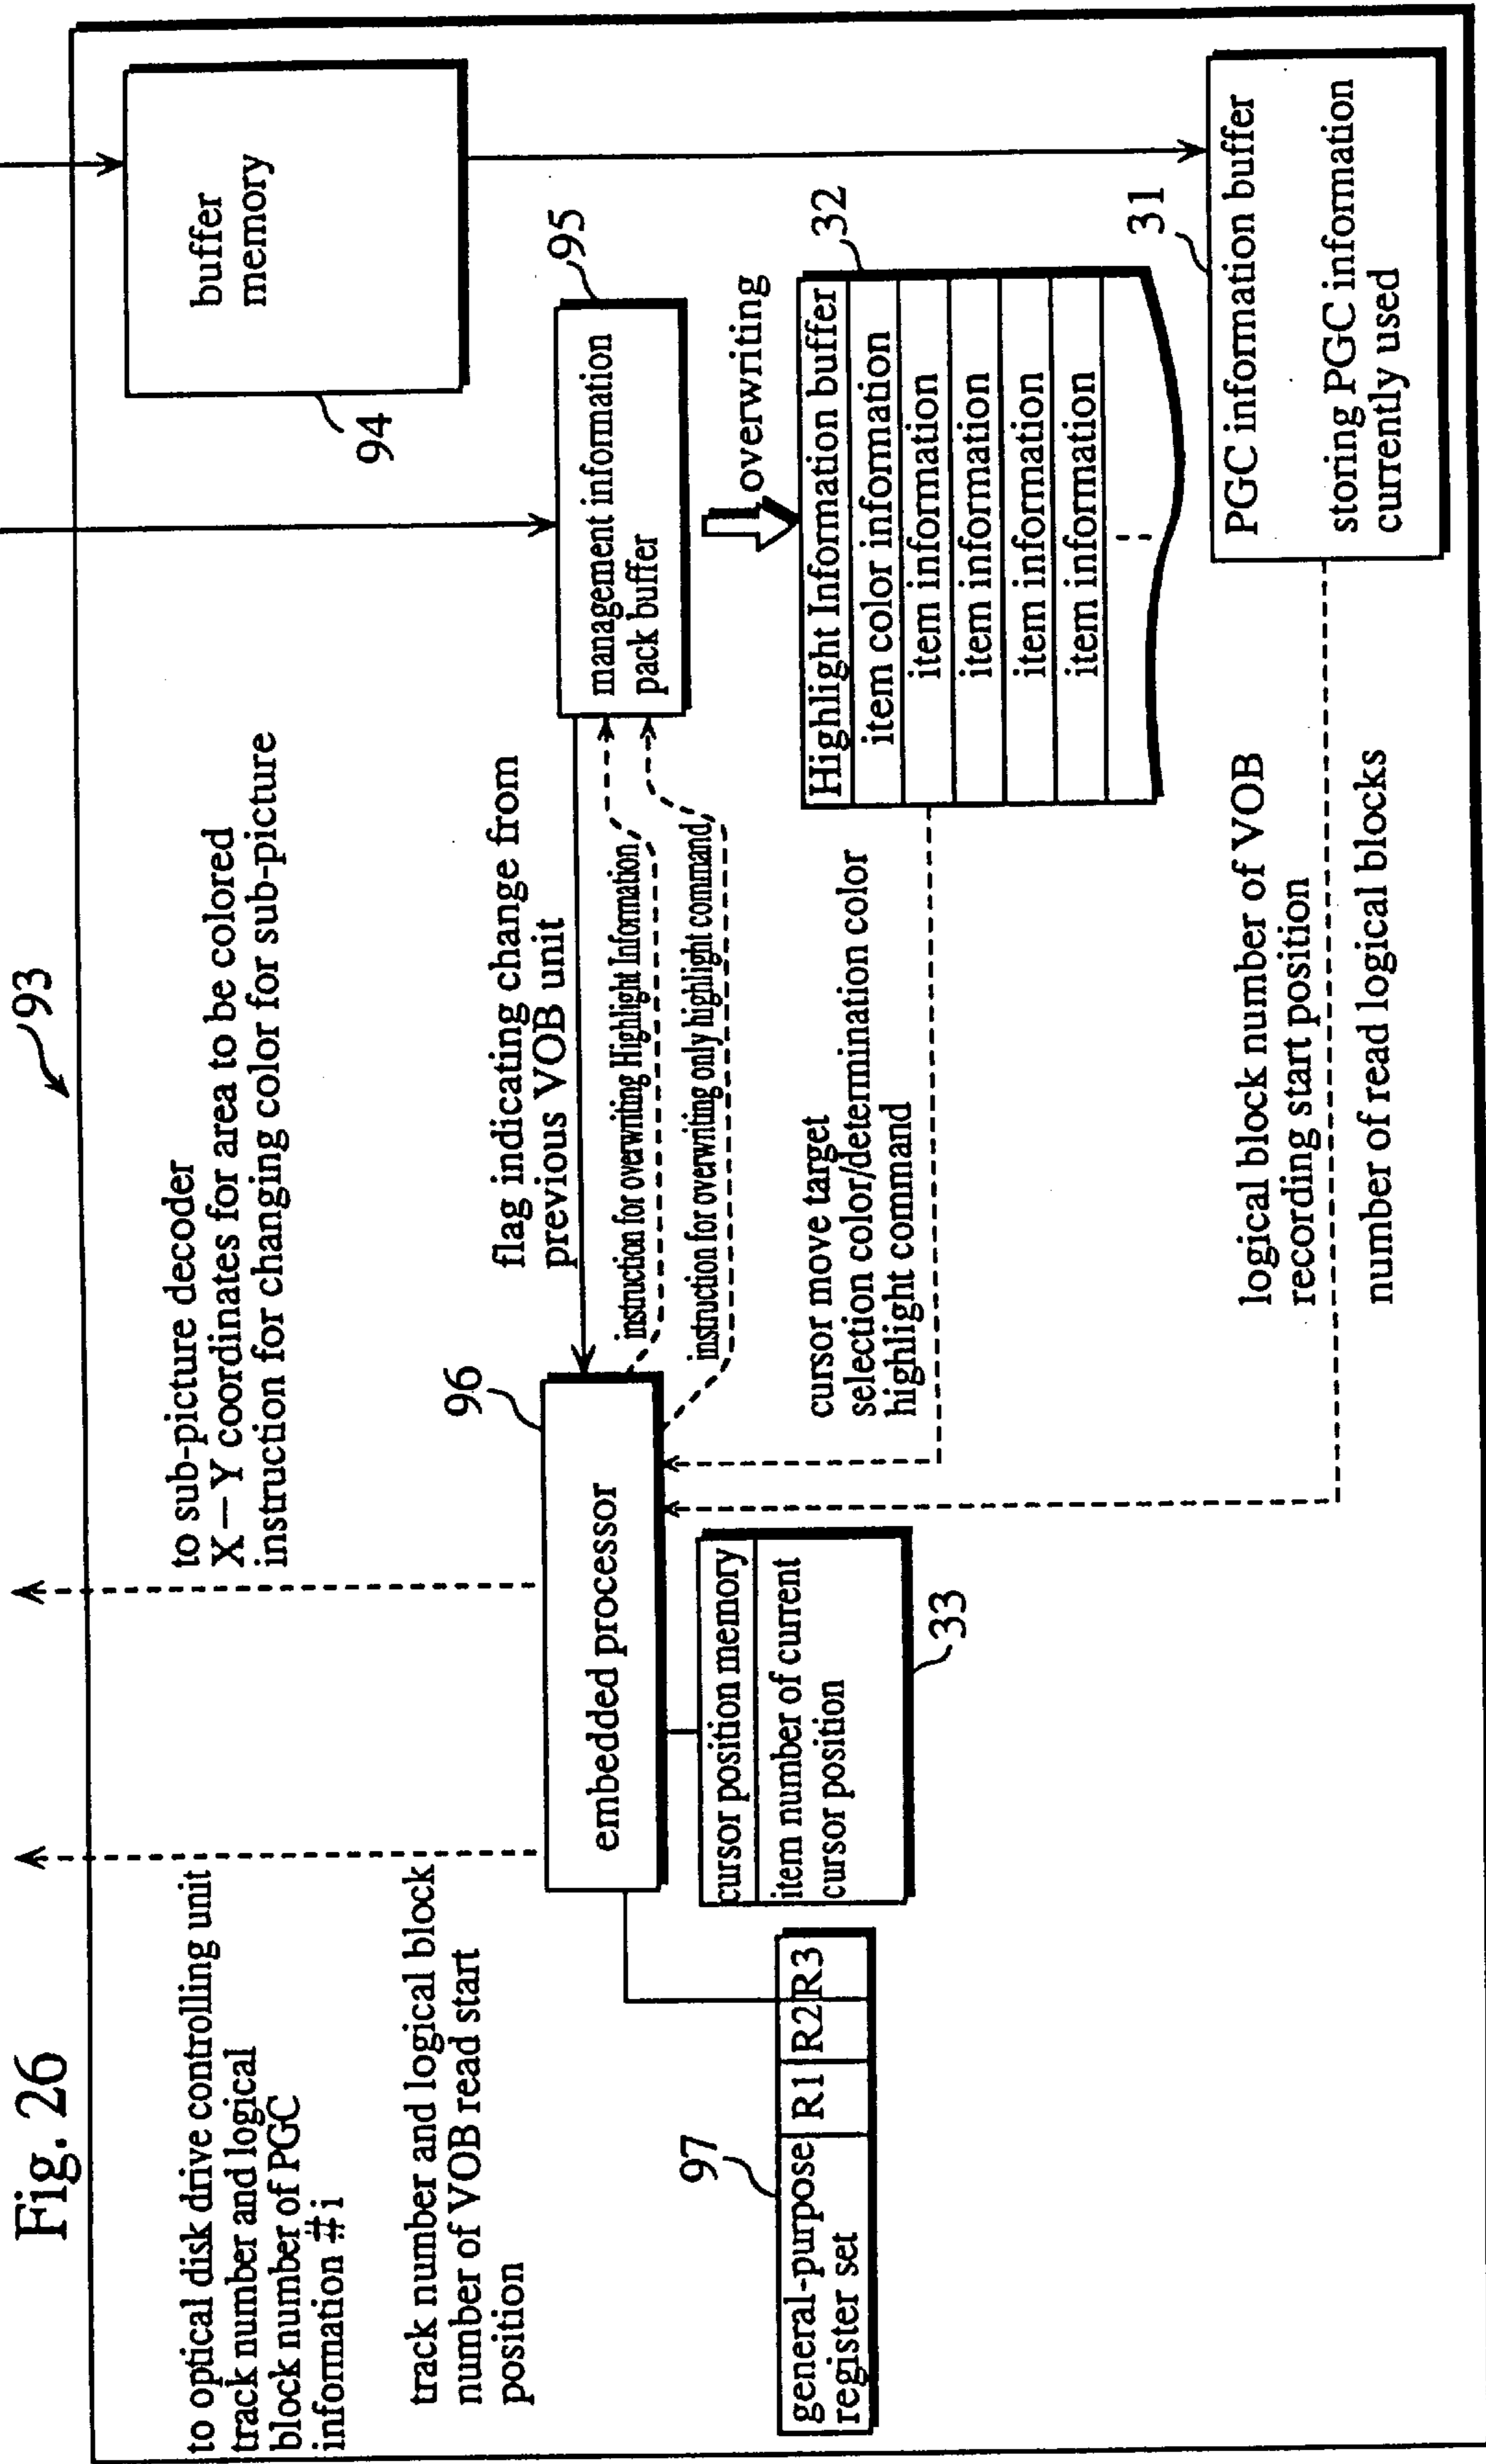 Fig. 26
93
to optical disk drive controlling unit
track number and logical
block number of PGC
information #i
track number and logical block
number of VOB read start
position
to sub-picture decoder
X-Y coordinates for area to be colored
instruction for changing color for sub-picture
buffer
memory
94
96
embedded processor
flag indicating change from
previous VOB unit
instruction for overwriting Highlight Information
instruction for overwriting only highlight command
management information
pack buffer
95
overwriting
97
general-purpose
register set
R1
R2
R3
cursor position memory
item number of current
cursor position
33
cursor move target
selection color/determination color
highlight command
Highlight Information buffer
item color information
item information
item information
item information
item information
32
logical block number of VOB
recording start position
number of read logical blocks
31
PGC information buffer
storing PGC information
currently used